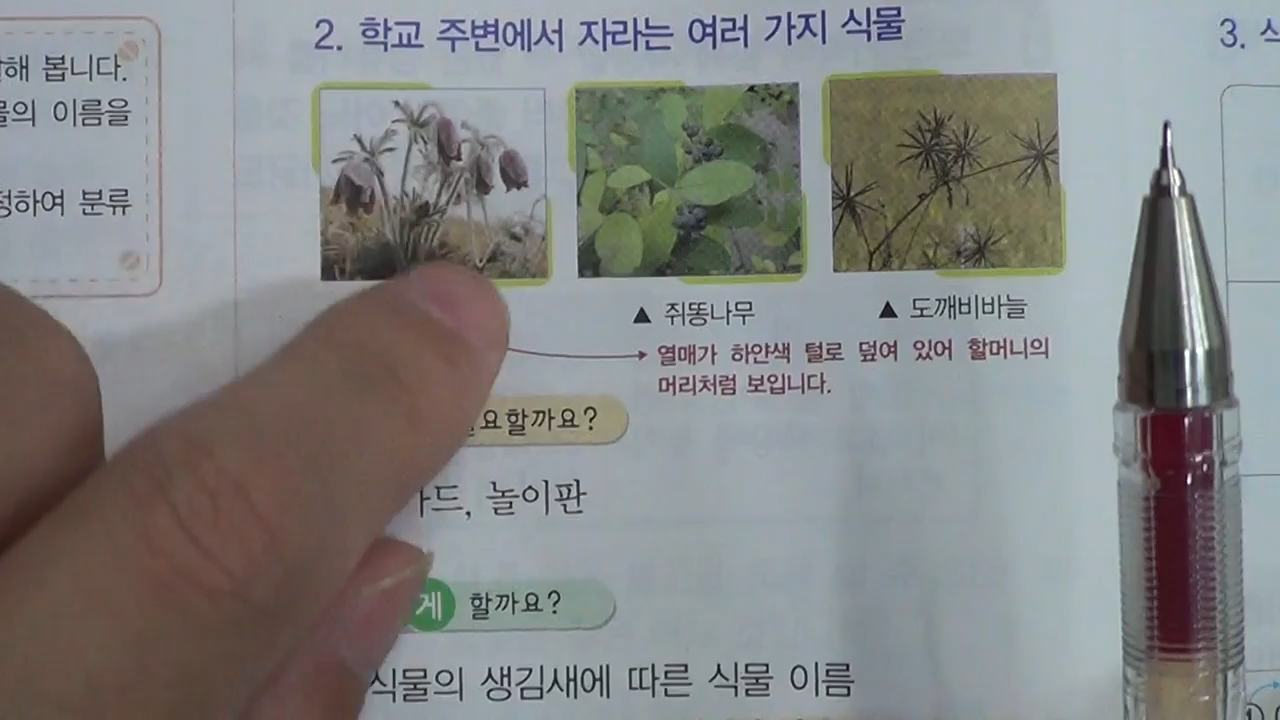 해 봅니다.
물의 이름을
정하여 분류
2. 학교 주변에서 자라는 여러 가지 식물
▲ 쥐똥나무
▲ 도깨비바늘
열매가 하얀색 털로 덮여 있어 할머니의
머리처럼 보입니다.
요할까요?
드, 놀이판
게 할까요?
식물의 생김새에 따른 식물 이름
3.